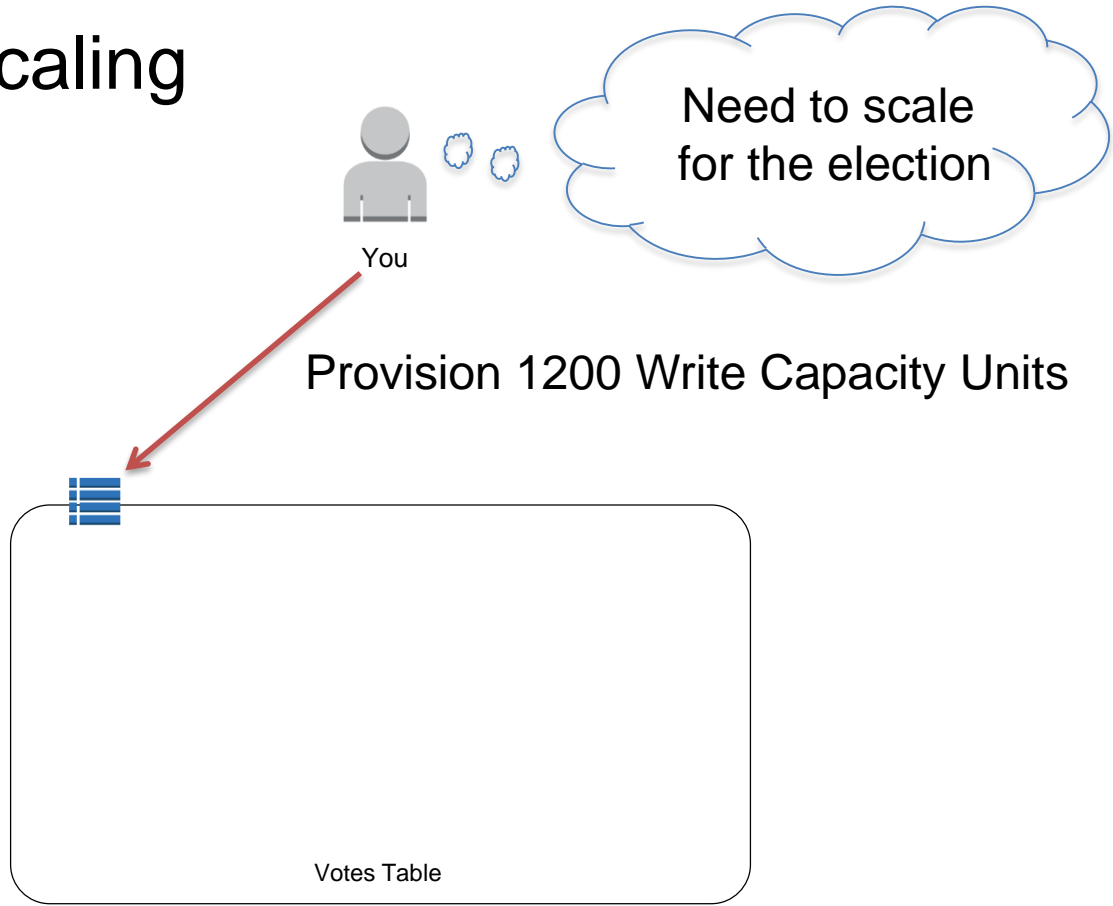 caling
Need to scale
for the election
You
Provision 1200 Write Capacity Units
Votes Table